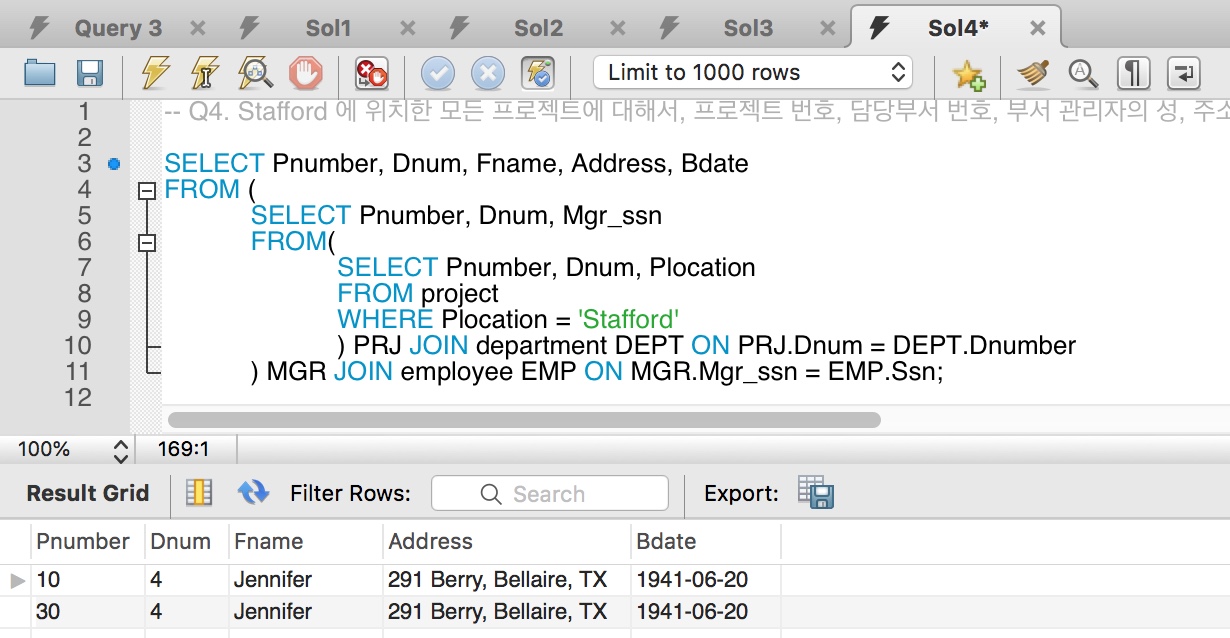 Query 3 Sol1 Sol2 Sol3 Sol4*
Limit to 1000 rows
1 -- Q4. Stafford 에 위치한 모든 프로젝트에 대해서, 프로젝트 번호, 담당부서 번호, 부서 관리자의 성, 주소
2
3 SELECT Pnumber, Dnum, Fname, Address, Bdate
4 FROM (
5 SELECT Pnumber, Dnum, Mgr_ssn
6 FROM(
7 SELECT Pnumber, Dnum, Plocation
8 FROM project
9 WHERE Plocation = 'Stafford'
10 ) PRJ JOIN department DEPT ON PRJ.Dnum = DEPT.Dnumber
11 ) MGR JOIN employee EMP ON MGR.Mgr_ssn = EMP.Ssn;
12
100% 169:1
Result Grid Filter Rows: Search Export:
Pnumber Dnum Fname Address Bdate
10 4 Jennifer 291 Berry, Bellaire, TX 1941-06-20
30 4 Jennifer 291 Berry, Bellaire, TX 1941-06-20